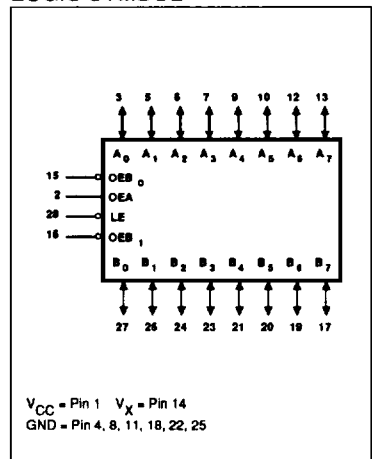 3 5 6 7 9 10 12 13
A0 A1 A2 A3 A4 A5 A6 A7
15 OEB0
2 OEA
28 LE
16 OEB1
B0 B1 B2 B3 B4 B5 B6 B7
27 26 24 23 21 20 19 17
VCC = Pin 1 VX = Pin 14
GND = Pin 4, 8, 11, 18, 22, 25